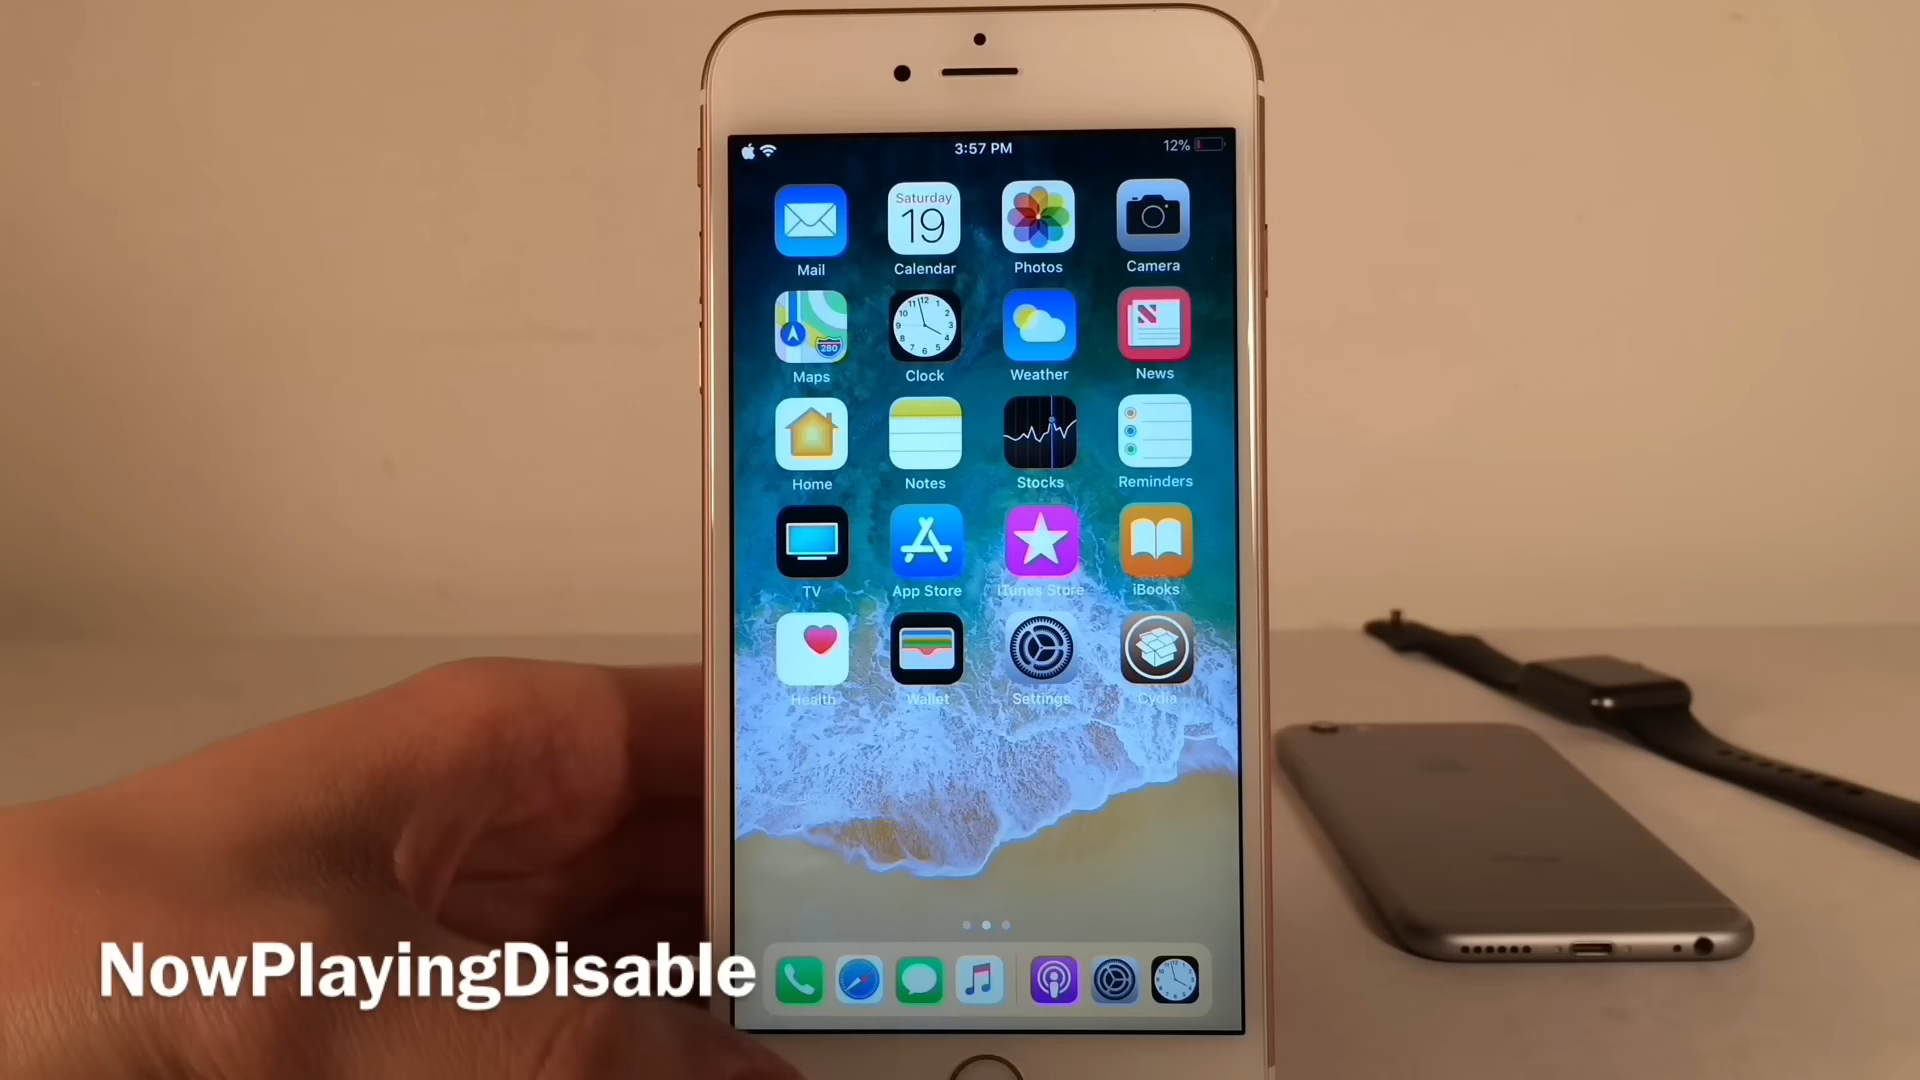 3:57 PM
12%
Saturday
19
Mail
Calendar
Photos
Camera
280
Maps
Clock
Weather
News
Home
Notes
Stocks
Reminders
TV
App Store
iTunes Store
iBooks
Health
Wallet
Settings
Cydia
NowPlayingDisable